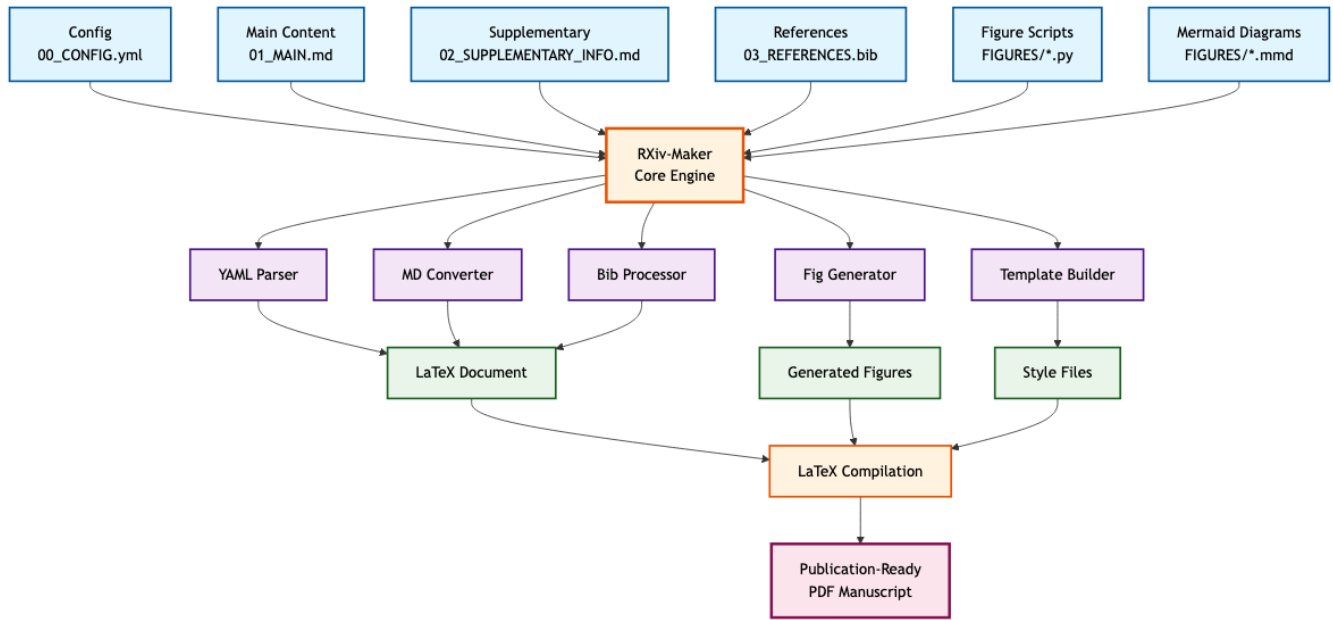 Config
00_CONFIG.yml
Main Content
01_MAIN.md
Supplementary
02_SUPPLEMENTARY_INFO.md
References
03_REFERENCES.bib
Figure Scripts
FIGURES/*.py
Mermaid Diagrams
FIGURES/*.mmd
RXiv-Maker
Core Engine
YAML Parser
MD Converter
Bib Processor
Fig Generator
Template Builder
LaTeX Document
Generated Figures
Style Files
LaTeX Compilation
Publication-Ready
PDF Manuscript